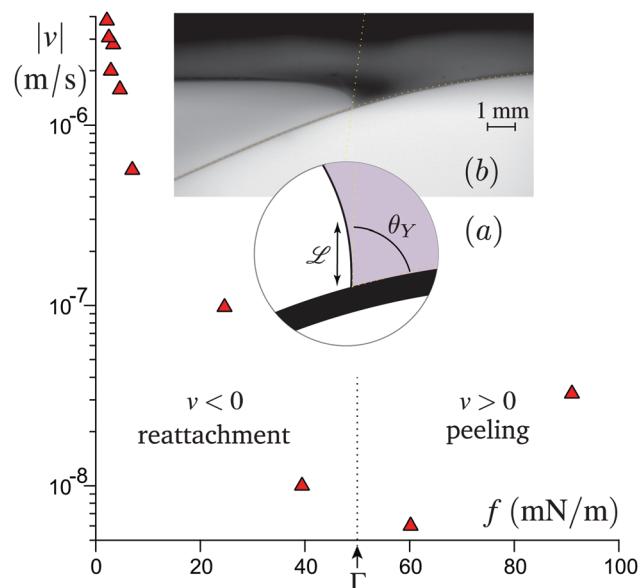 |v|
(m/s)
10⁻⁶
10⁻⁷
10⁻⁸
1 mm
(b)
(a)
ℒ
θ_Y
v < 0
reattachment
v > 0
peeling
f (mN/m)
0
20
40
60
80
100
Γ